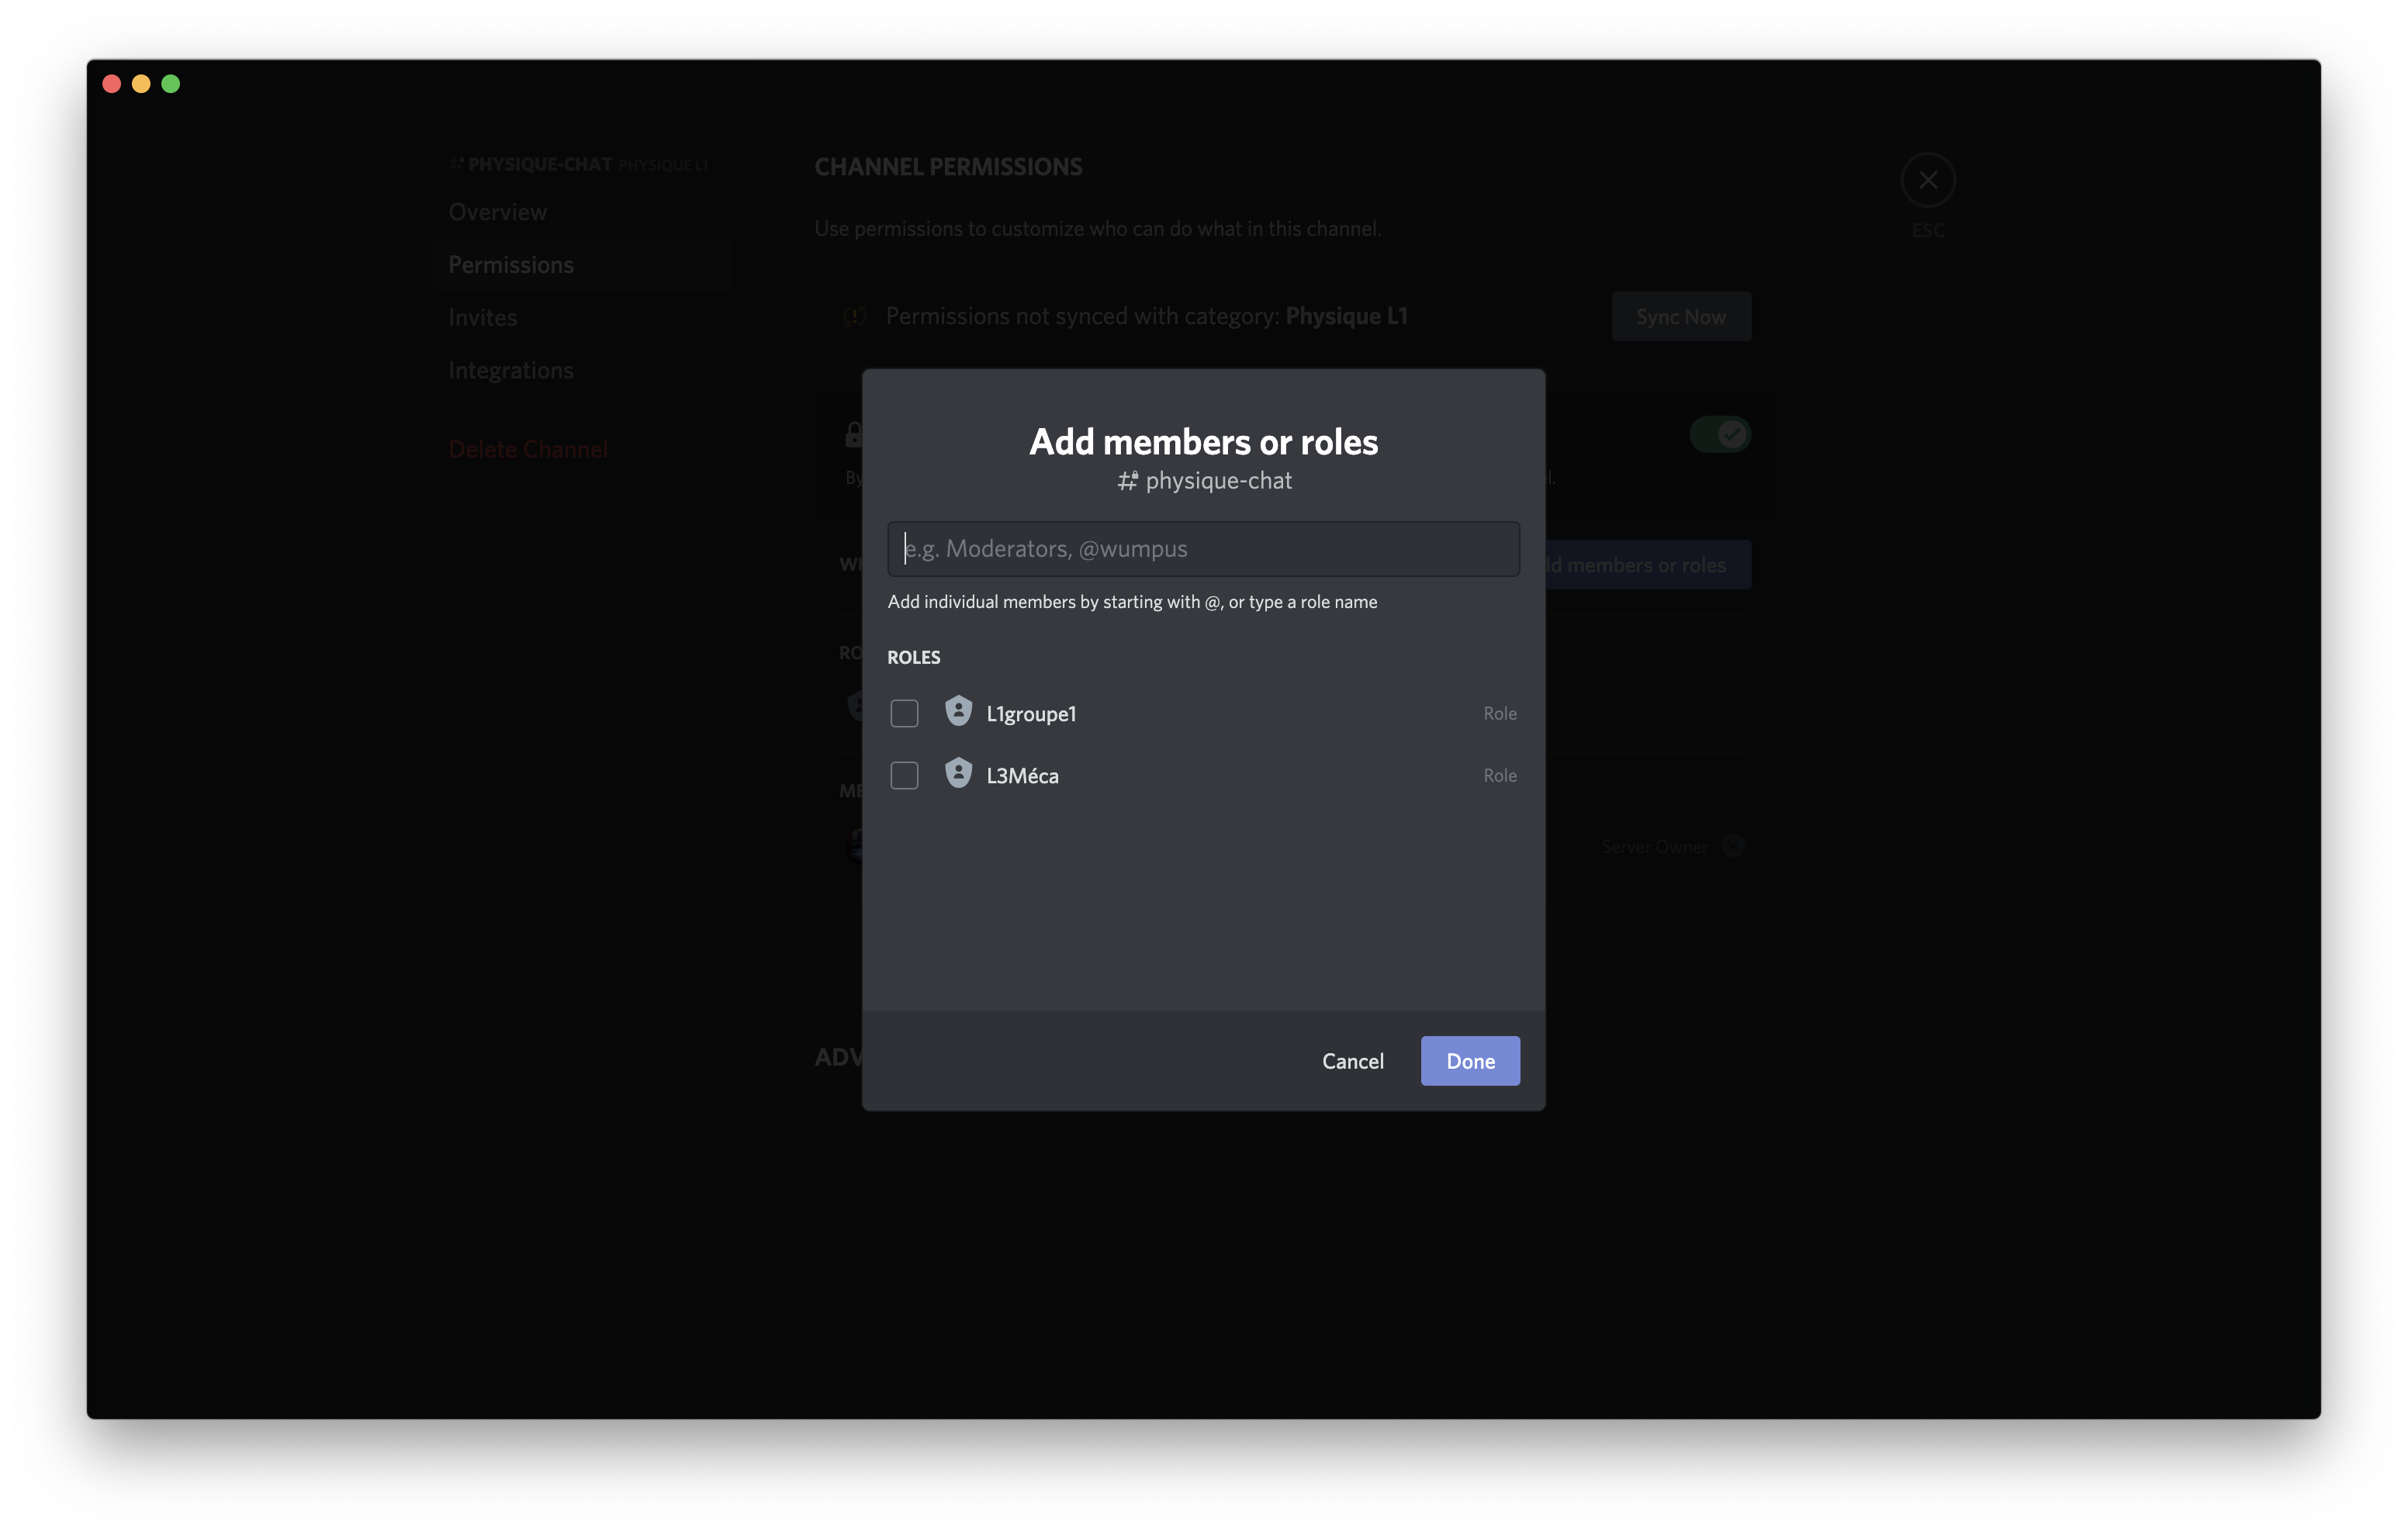 PHYSIQUE-CHAT PHYSIQUE L1
Overview
Permissions
Invites
Integrations
Delete Channel
CHANNEL PERMISSIONS
Use permissions to customize who can do what in this channel.
Permissions not synced with category: Physique L1
Sync Now
ESC
By
l.
dd members or roles
RO
ME
Server Owner
ADV
Add members or roles
physique-chat
e.g. Moderators, @wumpus
Add individual members by starting with @, or type a role name
ROLES
L1groupe1 Role
L3Méca Role
Cancel
Done